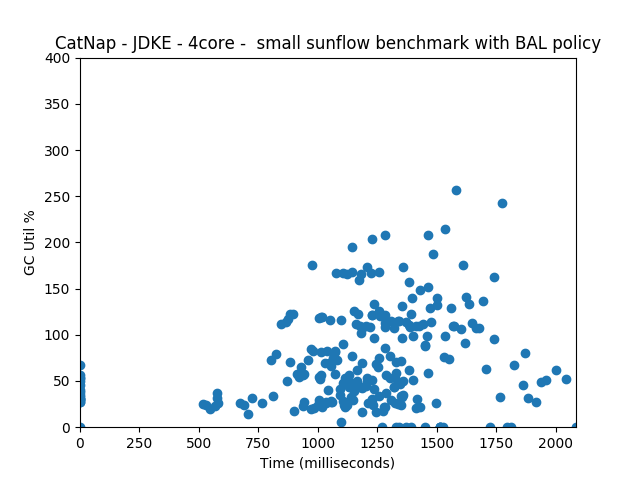 CatNap - JDKE - 4core -  small sunflow benchmark with BAL policy
400
350
300
250
200
150
100
50
0
GC Util %
0 250 500 750 1000 1250 1500 1750 2000
Time (milliseconds)